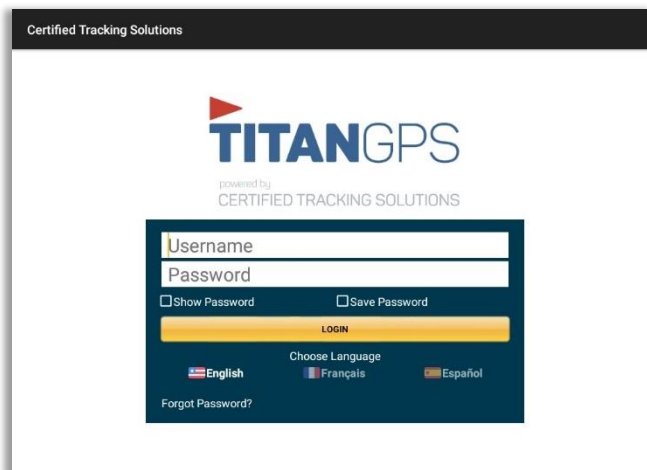 Certified Tracking Solutions
TITANGPS
powered by
CERTIFIED TRACKING SOLUTIONS
Username
Password
Show Password Save Password
LOGIN
Choose Language
English Français Español
Forgot Password?